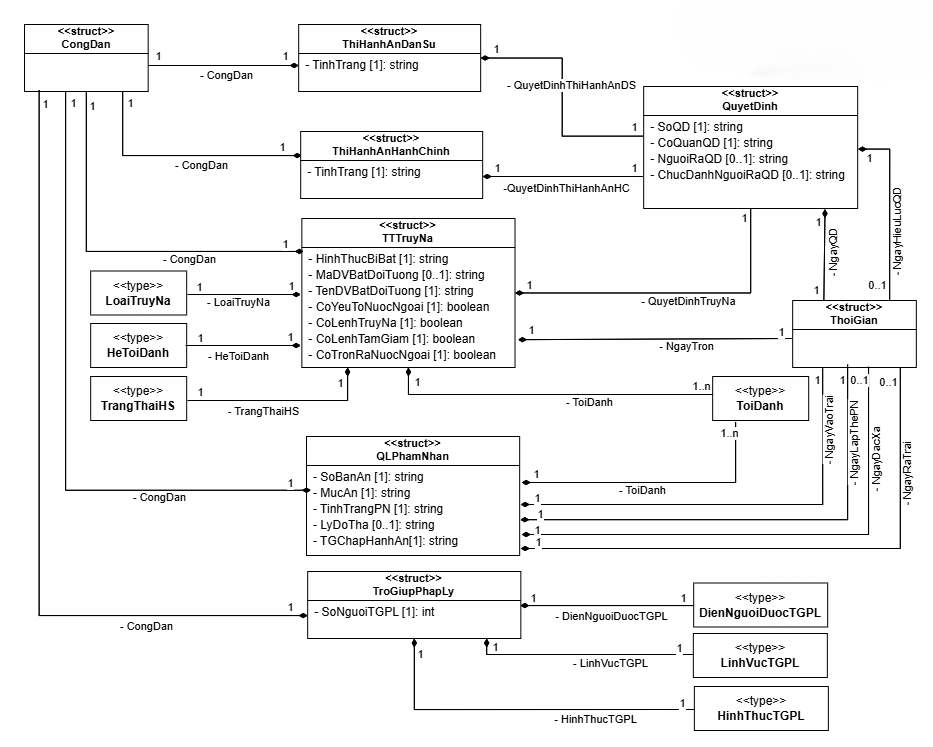 <<struct>>
CongDan
1
1
- CongDan
<<struct>>
ThiHanhAnDanSu
- TinhTrang [1]: string
1
- QuyetDinhThiHanhAnDS
1
<<struct>>
QuyetDinh
- SoQD [1]: string
- CoQuanQD [1]: string
- NguoiRaQD [0..1]: string
- ChucDanhNguoiRaQD [0..1]: string
1
1
1
1
1
- CongDan
<<struct>>
ThiHanhAnHanhChinh
- TinhTrang [1]: string
1
1
-QuyetDinhThiHanhAnHC
1
1
1
- NgayQD
1
- NgayHieuLucQD
0..1
1
- CongDan
<<struct>>
TTTruyNa
- HinhThucBiBat [1]: string
- MaDVBatDoiTuong [0..1]: string
- TenDVBatDoiTuong [1]: string
- CoYeuToNuocNgoai [1]: boolean
- CoLenhTruyNa [1]: boolean
- CoLenhTamGiam [1]: boolean
- CoTronRaNuocNgoai [1]: boolean
1
- QuyetDinhTruyNa
<<type>>
LoaiTruyNa
1
1
- LoaiTruyNa
<<struct>>
ThoiGian
<<type>>
HeToiDanh
1
1
- HeToiDanh
1
1
- NgayTron
<<type>>
TrangThaiHS
1
1
- TrangThaiHS
1
1..n
- ToiDanh
<<type>>
ToiDanh
1..n
1
1
0..1
0..1
- NgayVaoTrai
- NgayLapThePN
- NgayDacXa
- NgayRaTrai
<<struct>>
QLPhamNhan
- SoBanAn [1]: string
- MucAn [1]: string
- TinhTrangPN [1]: string
- LyDoTha [0..1]: string
- TGChapHanhAn[1]: string
1
- CongDan
1
- ToiDanh
1
1
1
1
<<struct>>
TroGiupPhapLy
- SoNguoiTGPL [1]: int
1
- CongDan
1
1
- DienNguoiDuocTGPL
<<type>>
DienNguoiDuocTGPL
1
1
- LinhVucTGPL
<<type>>
LinhVucTGPL
1
1
- HinhThucTGPL
<<type>>
HinhThucTGPL